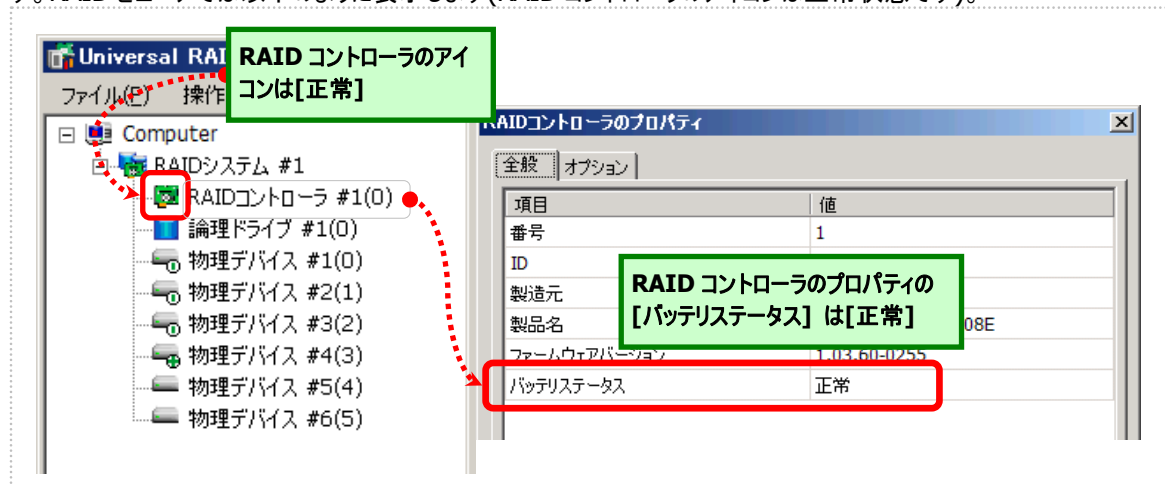 Universal RAI
RAID コントローラのアイ
コンは[正常]
ファイル(F) 操作
Computer
RAIDシステム #1
RAIDコントローラ #1(0)
論理ドライブ #1(0)
物理デバイス #1(0)
物理デバイス #2(1)
物理デバイス #3(2)
物理デバイス #4(3)
物理デバイス #5(4)
物理デバイス #6(5)
RAIDコントローラのプロパティ
全般 オプション
項目 値
番号 1
ID
製造元
製品名 08E
ファームウェアバージョン 1.03.60-0255
バッテリステータス 正常
RAID コントローラのプロパティの
[バッテリステータス] は[正常]